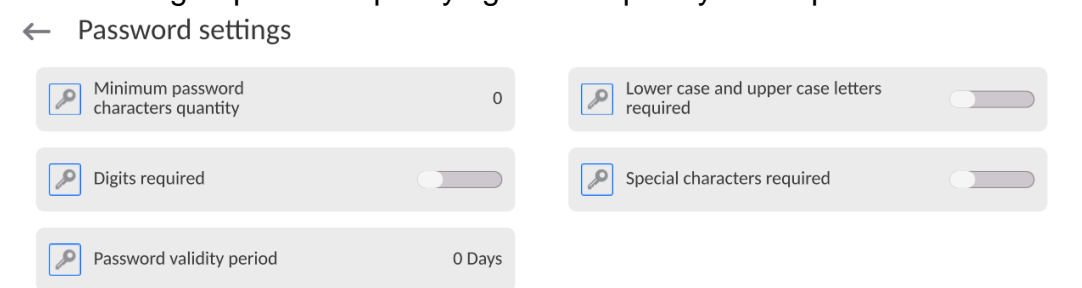 Password settings
Minimum password
characters quantity
0
Lower case and upper case letters
required
Digits required
Special characters required
Password validity period
0 Days